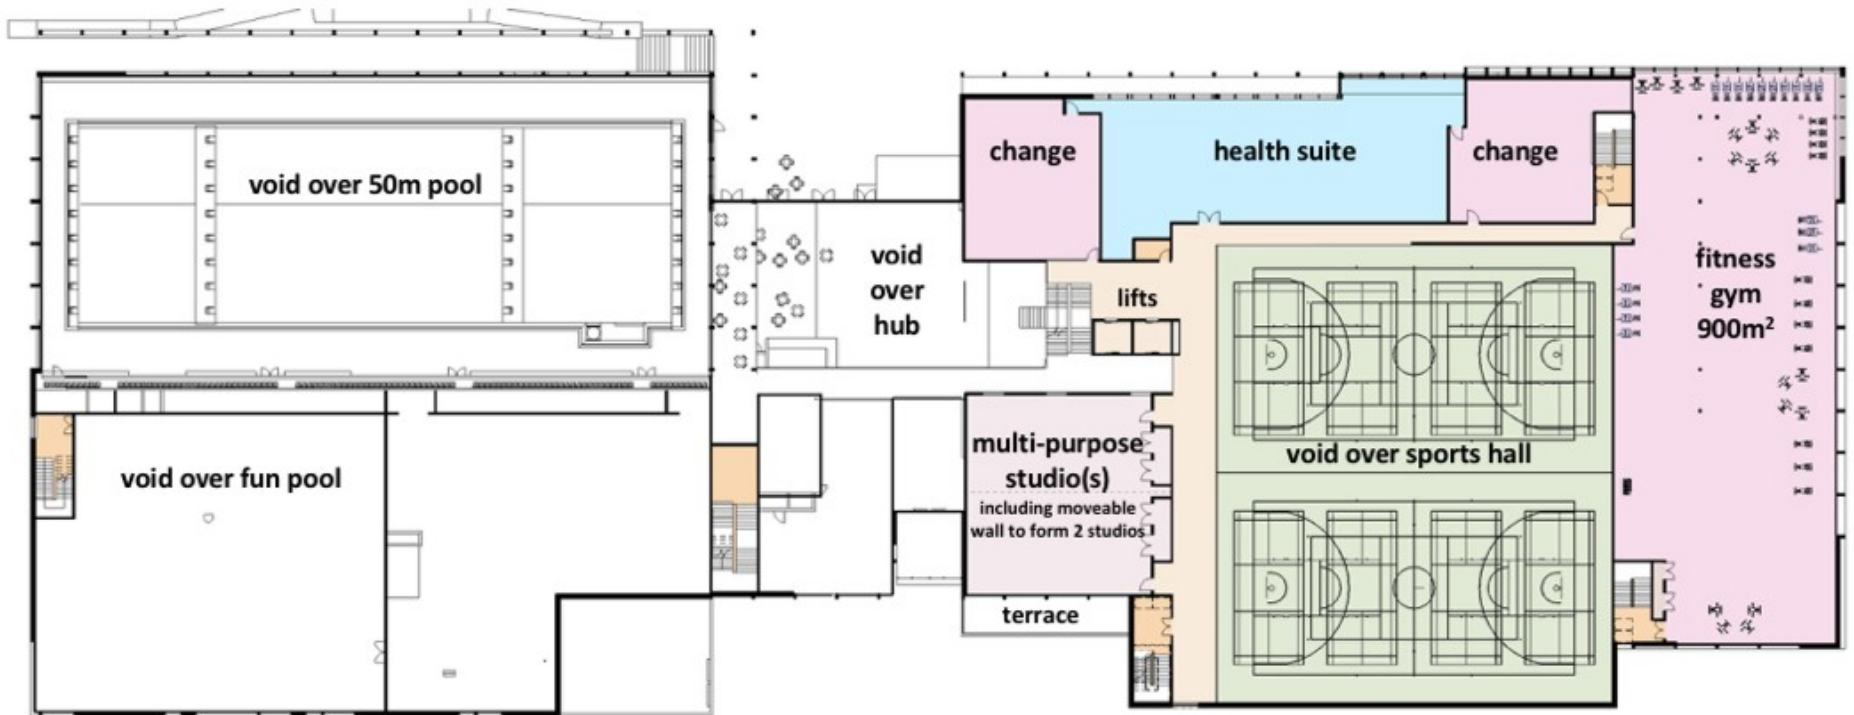 void over 50m pool
void
over
hub
void over fun pool
change
health suite
change
lifts
fitness
gym
900m²
multi-purpose
studio(s)
including moveable
wall to form 2 studios
void over sports hall
terrace